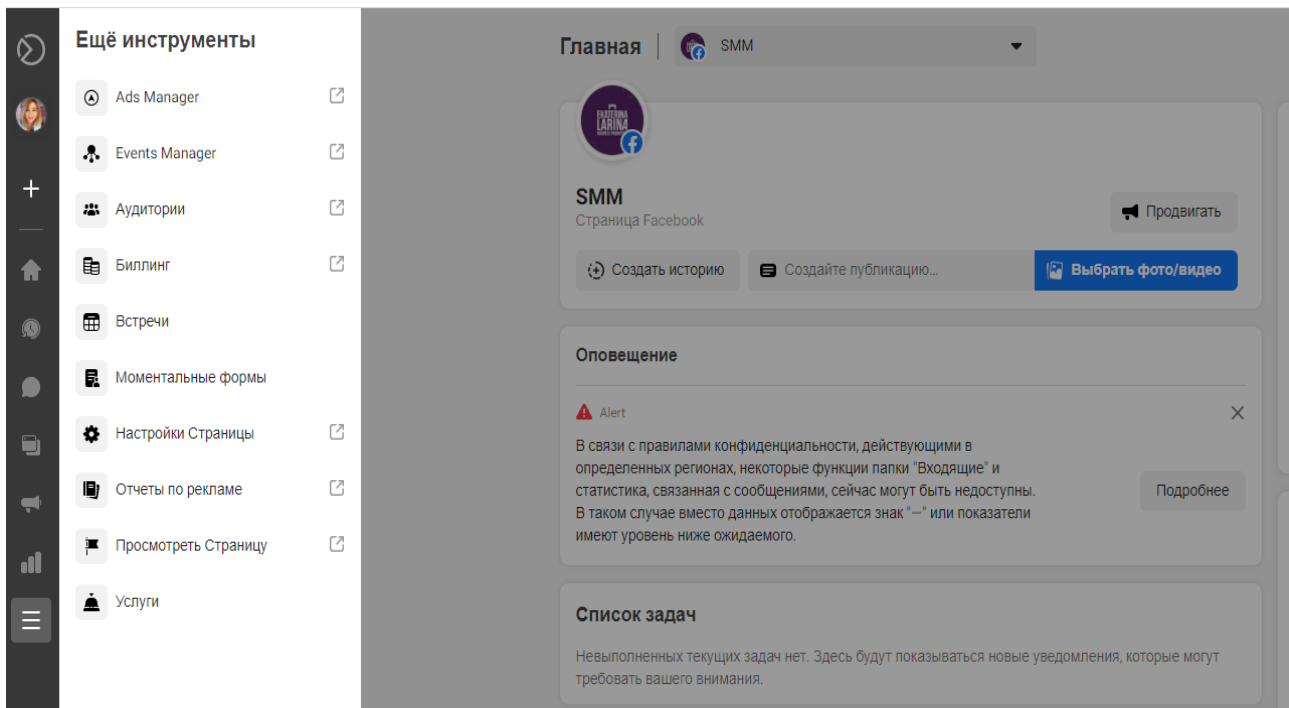 Ещё инструменты
Ads Manager
Events Manager
Аудитории
Биллинг
Встречи
Моментальные формы
Настройки Страницы
Отчеты по рекламе
Просмотреть Страницу
Услуги
Главная
SMM
EKATERINA
LARINA
SMM
Страница Facebook
Продвигать
Создать историю
Создайте публикацию...
Выбрать фото/видео
Оповещение
Alert
В связи с правилами конфиденциальности, действующими в
определенных регионах, некоторые функции папки "Входящие" и
статистика, связанная с сообщениями, сейчас могут быть недоступны.
В таком случае вместо данных отображается знак "—" или показатели
имеют уровень ниже ожидаемого.
Подробнее
Список задач
Невыполненных текущих задач нет. Здесь будут показываться новые уведомления, которые могут
требовать вашего внимания.